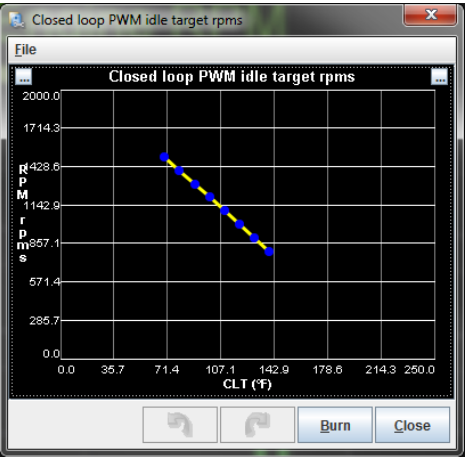 Closed loop PWM idle target rpms
File
... Closed loop PWM idle target rpms ...
2000.0
1714.3
1428.6
1142.9
857.1
571.4
285.7
0.0
RPM rpms
0.0 35.7 71.4 107.1 142.9 178.6 214.3 250.0
CLT (°F)
Burn Close